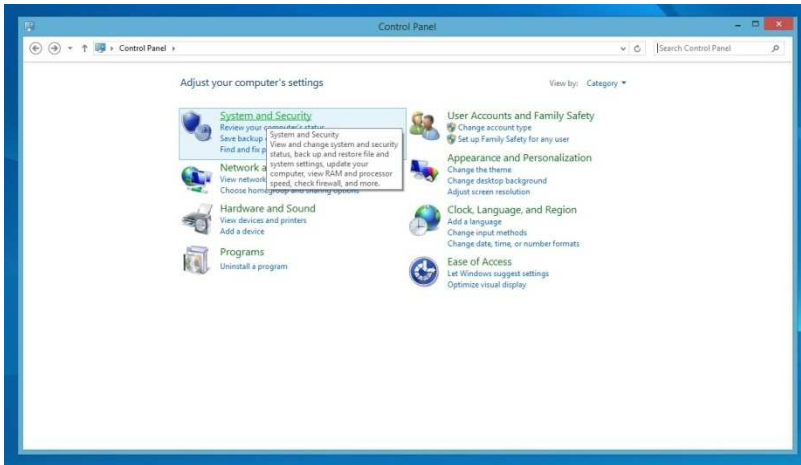 Control Panel
Control Panel
Search Control Panel
Adjust your computer's settings
View by: Category
System and Security
Review your computer's status
Save backup
Find and fix p
System and Security
View and change system and security
status, back up and restore file and
system settings, update your
computer, view RAM and processor
speed, check firewall, and more.
Network a
View network
Choose homegroup and sharing options
Hardware and Sound
View devices and printers
Add a device
Programs
Uninstall a program
User Accounts and Family Safety
Change account type
Set up Family Safety for any user
Appearance and Personalization
Change the theme
Change desktop background
Adjust screen resolution
Clock, Language, and Region
Add a language
Change input methods
Change date, time, or number formats
Ease of Access
Let Windows suggest settings
Optimize visual display